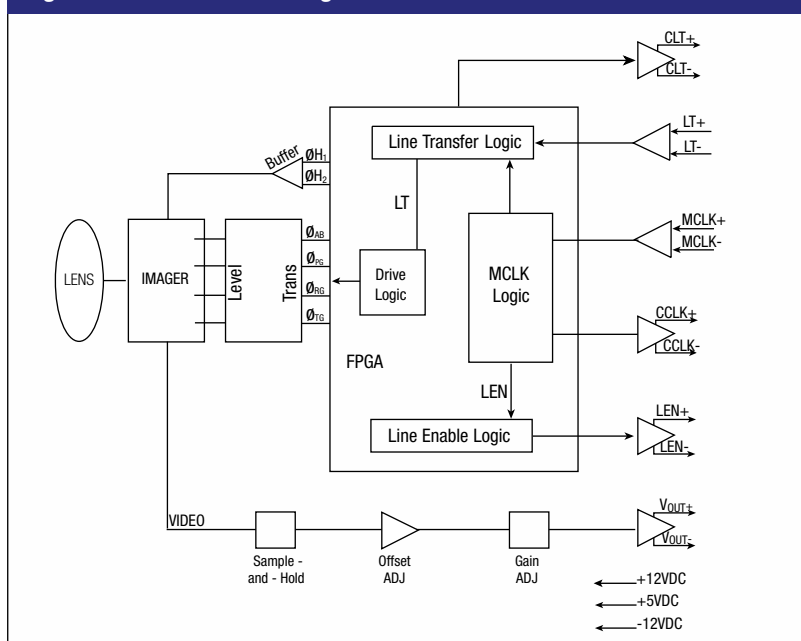 CLT+
CLT-
Line Transfer Logic
LT+
LT-
Buffer
ØH1
ØH2
LT
MCLK+
MCLK-
LENS
IMAGER
Level
Trans
ØAB
ØPG
ØRG
ØTG
Drive
Logic
MCLK
Logic
CCLK+
CCLK-
FPGA
LEN
Line Enable Logic
LEN+
LEN-
VIDEO
VOUT+
VOUT-
Sample -
and - Hold
Offset
ADJ
Gain
ADJ
+12VDC
+5VDC
-12VDC